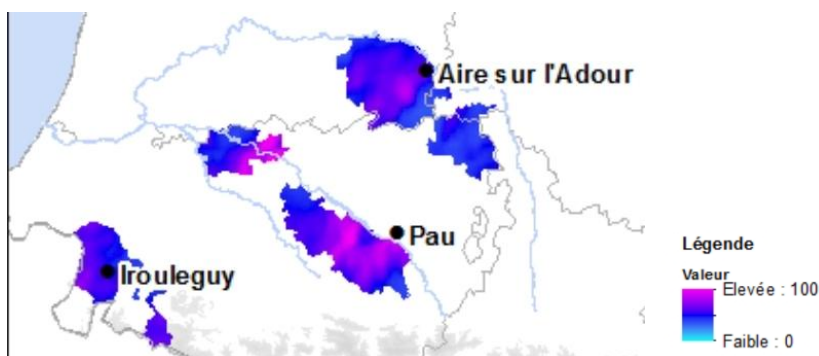 Aire sur l'Adour
Pau
Irouleguy
Légende
Valeur
Elevée : 100
Faible : 0